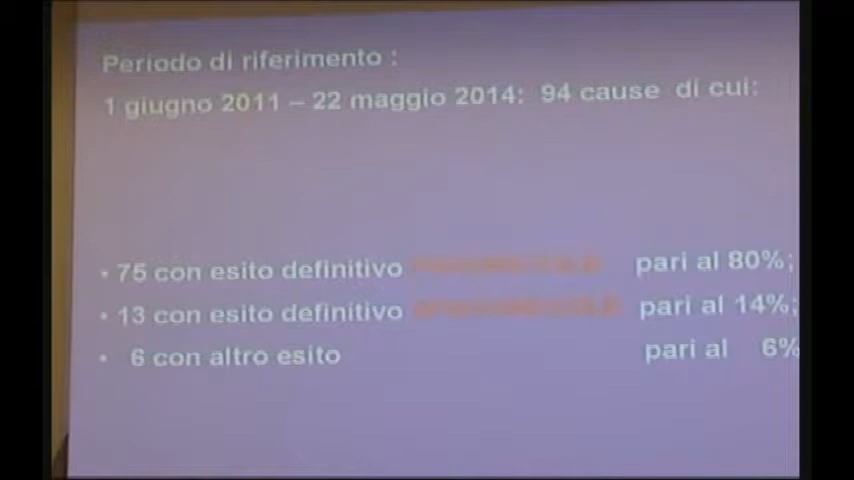 Periodo di riferimento :
1 giugno 2011 – 22 maggio 2014: 94 cause di cui:
• 75 con esito definitivo pari al 80%;
• 13 con esito definitivo pari al 14%;
• 6 con altro esito pari al 6%